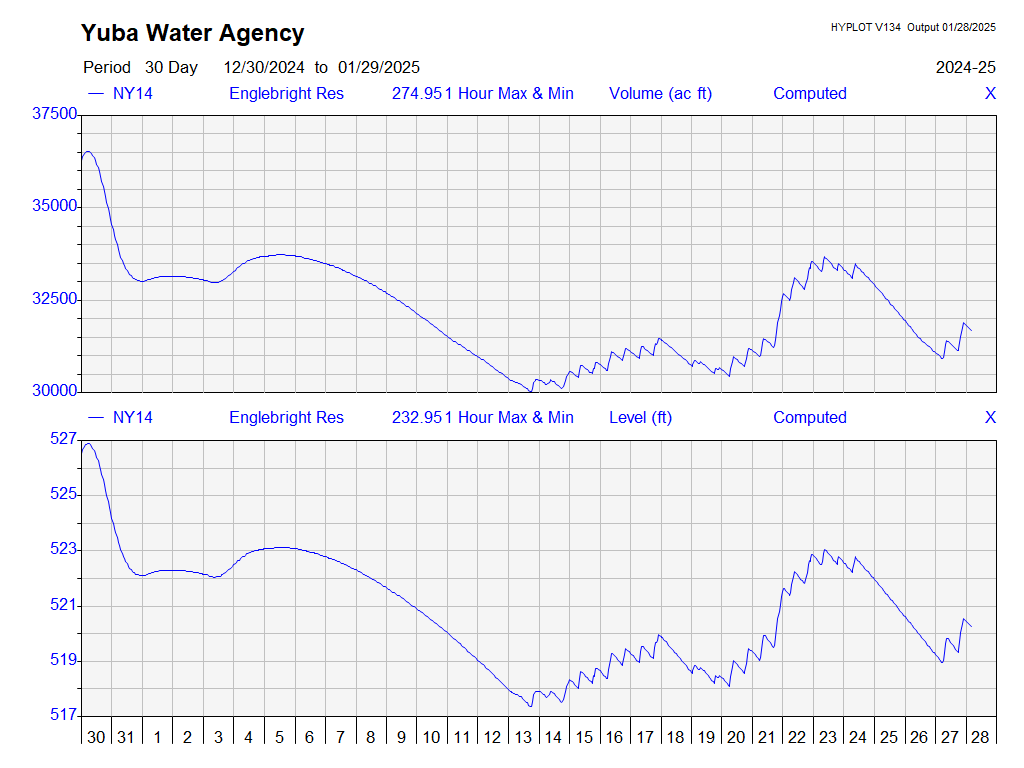 Yuba Water Agency
HYPLOT V134 Output 01/28/2025
Period 30 Day 12/30/2024 to 01/29/2025
2024-25
NY14 Englebright Res 274.951 Hour Max & Min Volume (ac ft) Computed X
37500
35000
32500
30000
NY14 Englebright Res 232.951 Hour Max & Min Level (ft) Computed X
527
525
523
521
519
517
30 31 1 2 3 4 5 6 7 8 9 10 11 12 13 14 15 16 17 18 19 20 21 22 23 24 25 26 27 28